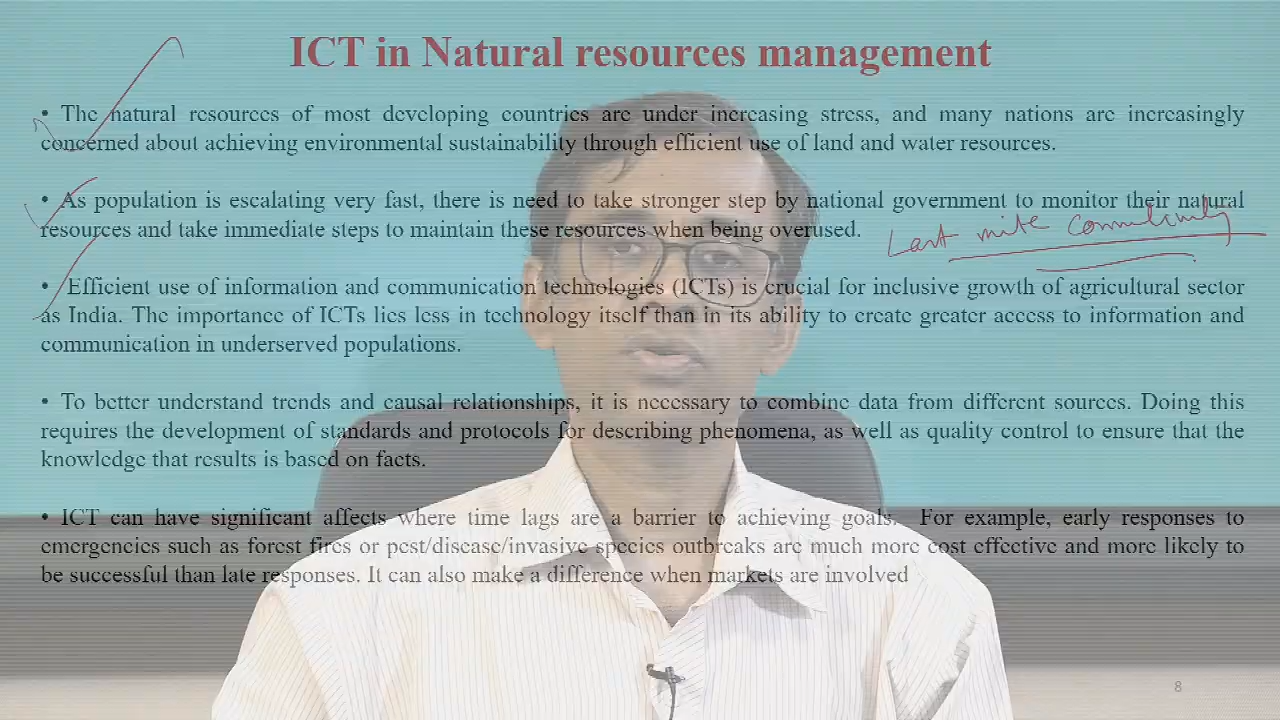 ICT in Natural resources management
• The natural resources of most developing countries are under increasing stress, and many nations are increasingly
concerned about achieving environmental sustainability through efficient use of land and water resources.
• As population is escalating very fast, there is need to take stronger step by national government to monitor their natural
resources and take immediate steps to maintain these resources when being overused.
Last mile
• Efficient use of information and communication technologies (ICTs) is crucial for inclusive growth of agricultural sector
as India. The importance of ICTs lies less in technology itself than in its ability to create greater access to information and
communication in underserved populations.
• To better understand trends and causal relationships, it is necessary to combine data from different sources. Doing this
requires the development of standards and protocols for describing phenomena, as well as quality control to ensure that the
knowledge that results is based on facts.
• ICT can have significant affects where time lags are a barrier to achieving goals. For example, early responses to
emergencies such as forest fires or pest/disease/invasive species outbreaks are much more cost effective and more likely to
be successful than late responses. It can also make a difference when markets are involved
8